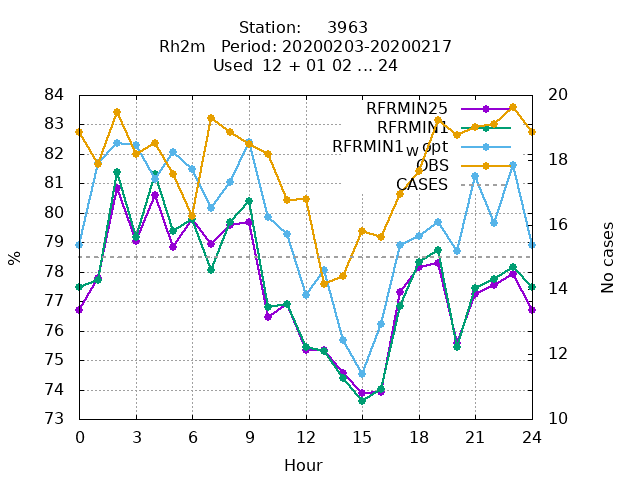 Station: 3963
Rh2m Period: 20200203-20200217
Used 12 + 01 02 ... 24
84
83
82
81
80
79
78
77
76
75
74
73
20
18
16
14
12
10
%
No cases
RFRMIN25
RFRMIN1
RFRMIN1_W opt
OBS
CASES
0 3 6 9 12 15 18 21 24
Hour